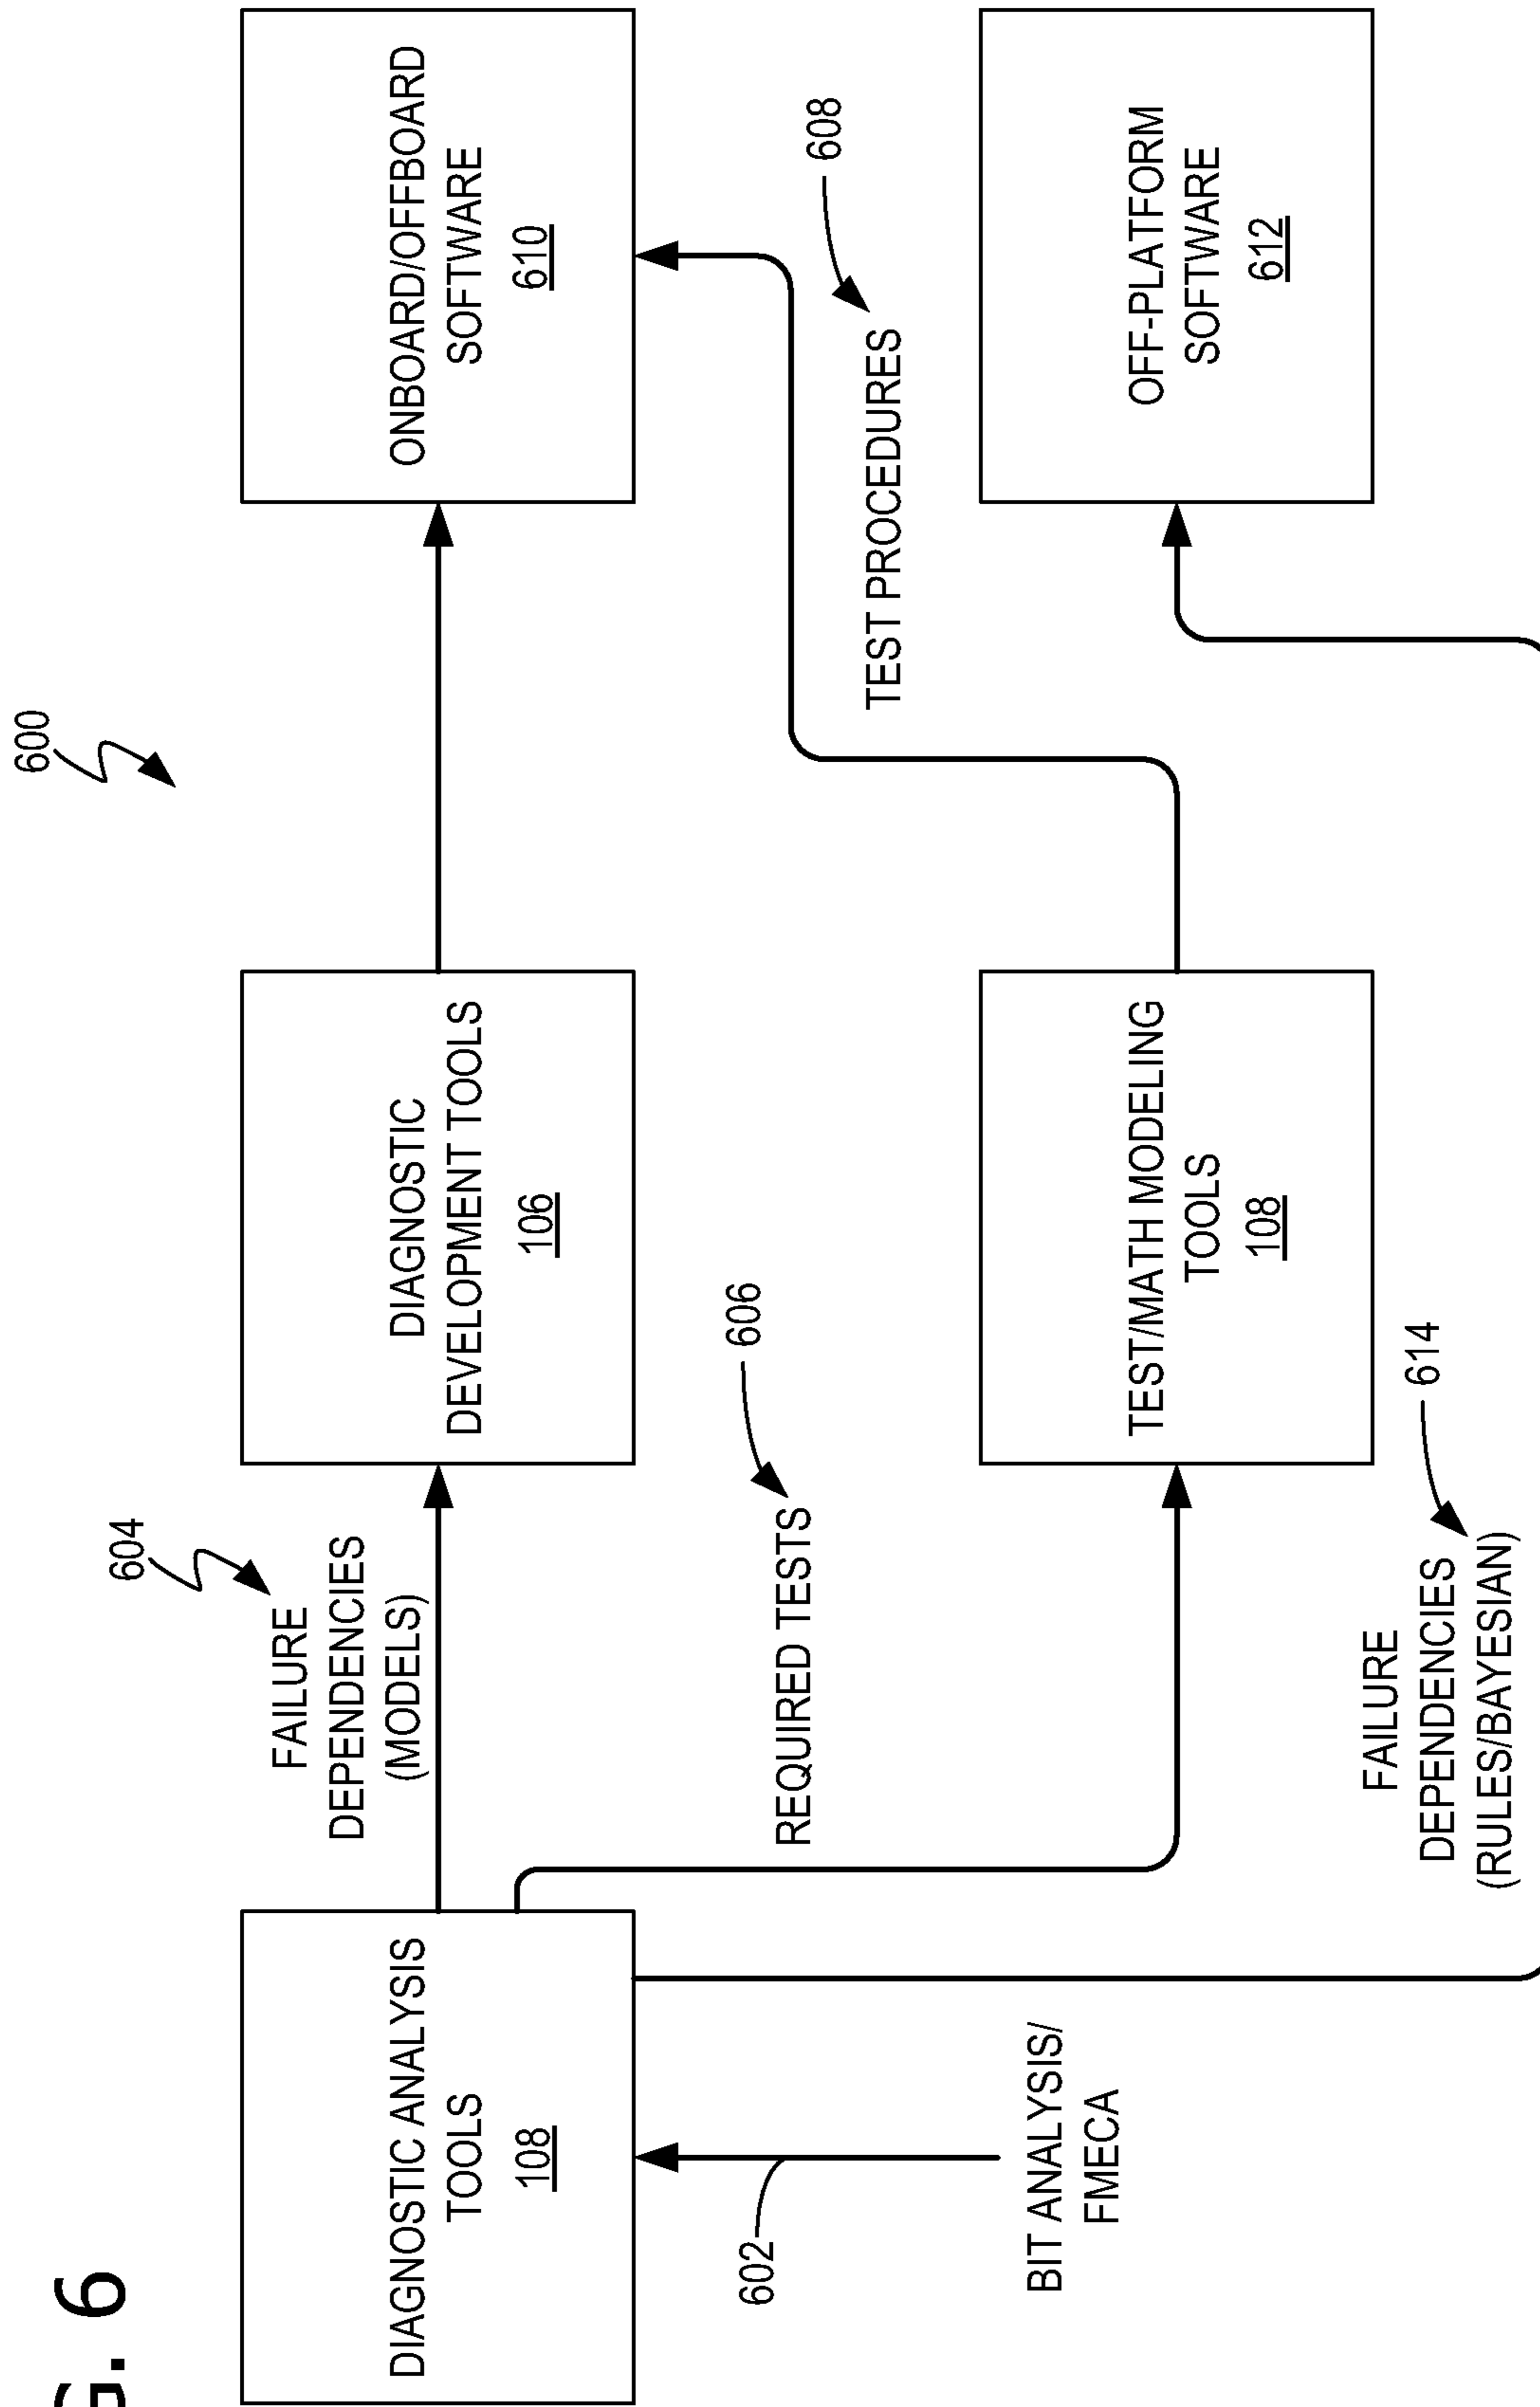 G. 6
600
604
FAILURE
DEPENDENCIES
(MODELS)
DIAGNOSTIC ANALYSIS
TOOLS
108
DIAGNOSTIC
DEVELOPMENT TOOLS
106
ONBOARD/OFFBOARD
SOFTWARE
610
602
BIT ANALYSIS/
FMECA
606
REQUIRED TESTS
608
TEST PROCEDURES
TEST/MATH MODELING
TOOLS
108
OFF-PLATFORM
SOFTWARE
612
614
FAILURE
DEPENDENCIES
(RULES/BAYESIAN)